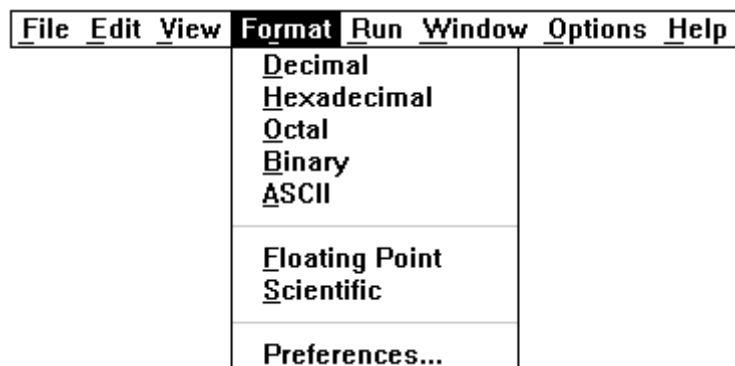 File Edit View Format Run Window Options Help
Decimal
Hexadecimal
Octal
Binary
ASCII
Floating Point
Scientific
Preferences...